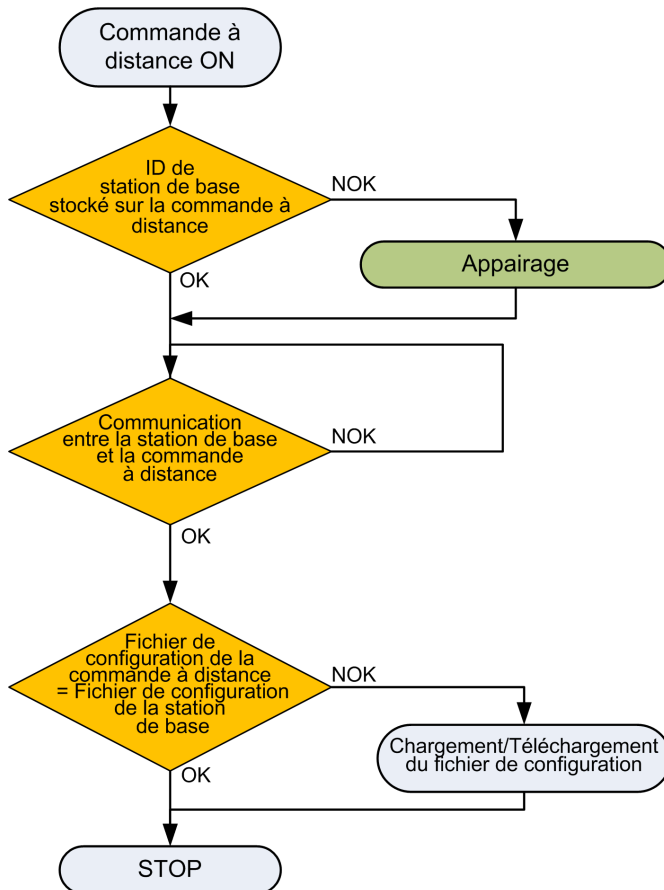 Commande à
distance ON
ID de
station de base
stocké sur la commande à
distance
NOK
Appairage
OK
Communication
entre la station de base
et la commande
à distance
NOK
OK
Fichier de
configuration de la
commande à distance
= Fichier de configuration
de la station
de base
NOK
Chargement/Téléchargement
du fichier de configuration
OK
STOP